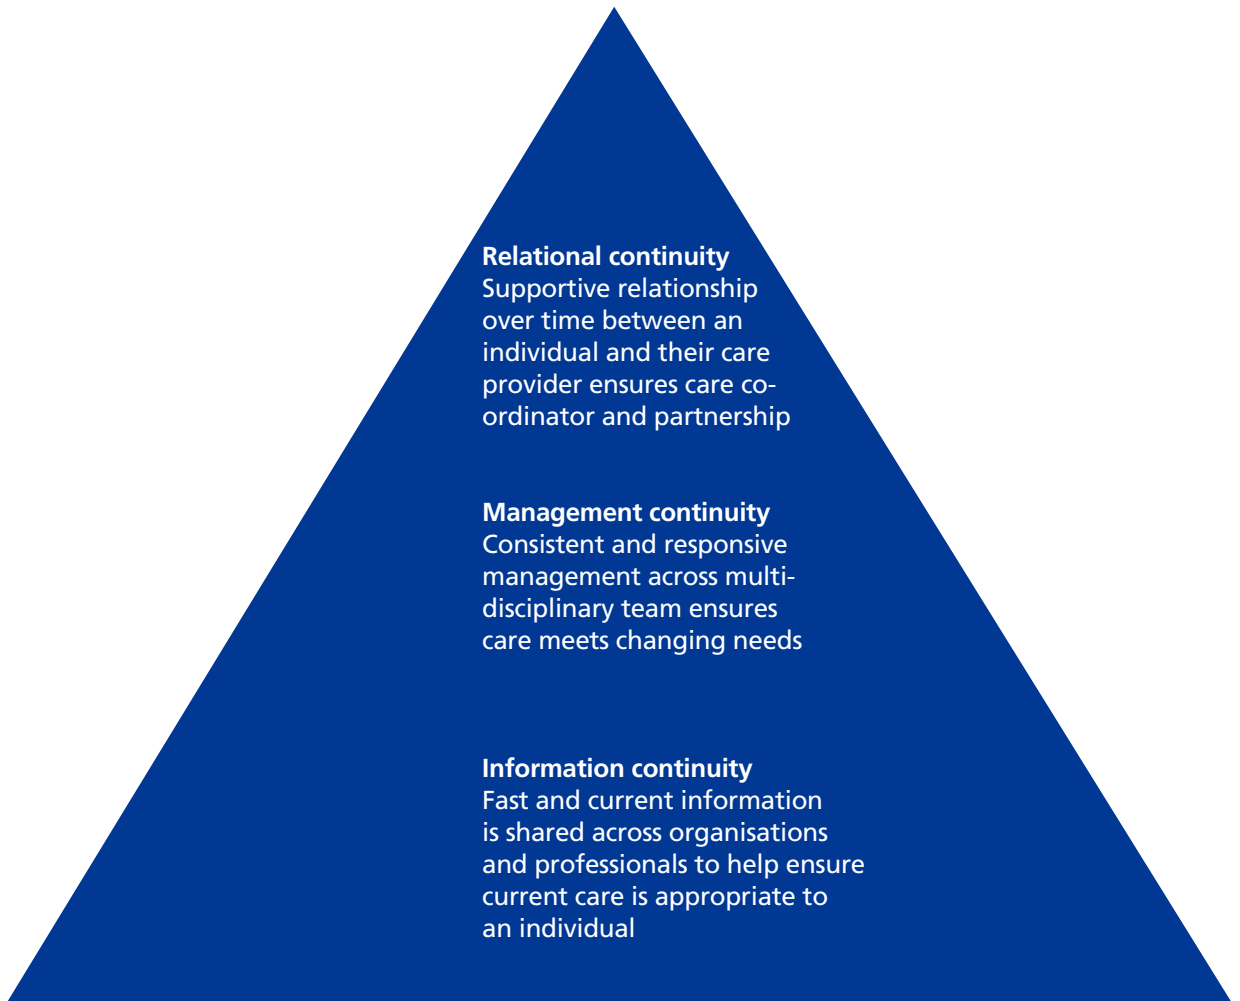 Relational continuity
Supportive relationship
over time between an
individual and their care
provider ensures care co-
ordinator and partnership
Management continuity
Consistent and responsive
management across multi-
disciplinary team ensures
care meets changing needs
Information continuity
Fast and current information
is shared across organisations
and professionals to help ensure
current care is appropriate to
an individual